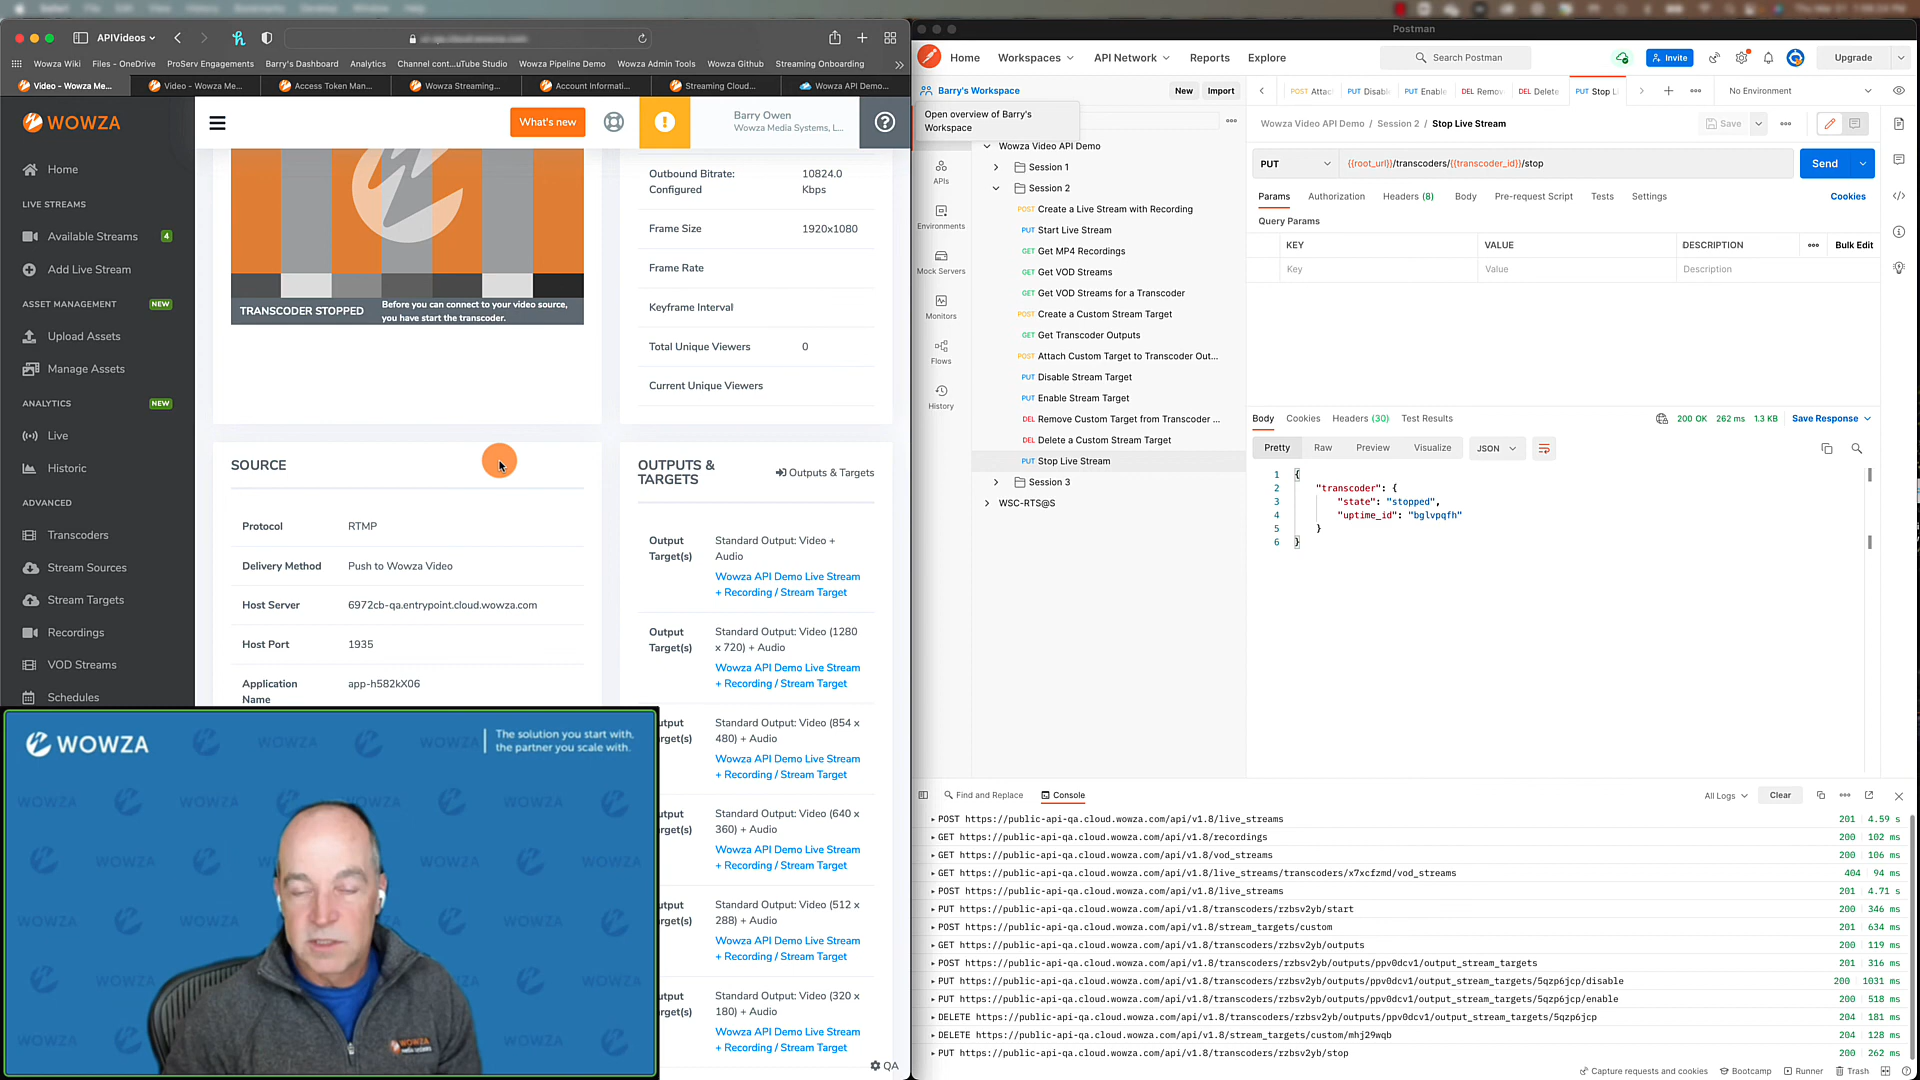 APIVideos
Wowza Wiki
Files - OneDrive
ProServ Engagements
Barry's Dashboard
Analytics
Channel cont...uTube Studio
Wowza Pipeline Demo
Wowza Admin Tools
Wowza Github
Streaming Onboarding
Video - Wowza Me...
Video - Wowza Me...
Access Token Man...
Wowza Streaming...
Account Informati...
Streaming Cloud...
Wowza API Demo...
WOWZA
What's new
Barry Owen
Wowza Media Systems, L...
Home
LIVE STREAMS
Available Streams 4
Add Live Stream
ASSET MANAGEMENT NEW
Upload Assets
Manage Assets
ANALYTICS NEW
Live
Historic
ADVANCED
Transcoders
Stream Sources
Stream Targets
Recordings
VOD Streams
Schedules
TRANSCODER STOPPED
Before you can connect to your video source,
you have start the transcoder.
Outbound Bitrate: 10824.0
Configured Kbps
Frame Size 1920x1080
Frame Rate
Keyframe Interval
Total Unique Viewers 0
Current Unique Viewers
SOURCE
Protocol RTMP
Delivery Method Push to Wowza Video
Host Server 6972cb-qa.entrypoint.cloud.wowza.com
Host Port 1935
Application app-h582kX06
Name
OUTPUTS &
TARGETS
Outputs & Targets
Output Standard Output: Video +
Target(s) Audio
Wowza API Demo Live Stream
+ Recording / Stream Target
Output Standard Output: Video (1280
Target(s) x 720) + Audio
Wowza API Demo Live Stream
+ Recording / Stream Target
utput Standard Output: Video (854 x
rget(s) 480) + Audio
Wowza API Demo Live Stream
+ Recording / Stream Target
utput Standard Output: Video (640 x
rget(s) 360) + Audio
Wowza API Demo Live Stream
+ Recording / Stream Target
utput Standard Output: Video (512 x
rget(s) 288) + Audio
Wowza API Demo Live Stream
+ Recording / Stream Target
utput Standard Output: Video (320 x
rget(s) 180) + Audio
Wowza API Demo Live Stream
+ Recording / Stream Target
QA
WOWZA
The solution you start with,
the partner you scale with.
Postman
Home
Workspaces
API Network
Reports
Explore
Search Postman
Invite
Upgrade
Barry's Workspace
New
Import
Open overview of Barry's
Workspace
APIs
Environments
Mock Servers
Monitors
Flows
History
Wowza Video API Demo
Session 1
Session 2
POST Create a Live Stream with Recording
PUT Start Live Stream
GET Get MP4 Recordings
GET Get VOD Streams
GET Get VOD Streams for a Transcoder
POST Create a Custom Stream Target
GET Get Transcoder Outputs
POST Attach Custom Target to Transcoder Out...
PUT Disable Stream Target
PUT Enable Stream Target
DEL Remove Custom Target from Transcoder ...
DEL Delete a Custom Stream Target
PUT Stop Live Stream
Session 3
WSC-RTS@S
POST Attac
PUT Disabl
PUT Enable
DEL Remov
DEL Delete
PUT Stop Li
No Environment
Wowza Video API Demo / Session 2 / Stop Live Stream
Save
PUT
{{root_url}}/transcoders/{{transcoder_id}}/stop
Send
Params
Authorization
Headers (8)
Body
Pre-request Script
Tests
Settings
Cookies
Query Params
KEY VALUE DESCRIPTION Bulk Edit
Key Value Description
Body
Cookies
Headers (30)
Test Results
200 OK 262 ms 1.3 KB
Save Response
Pretty
Raw
Preview
Visualize
JSON
1 {
2 "transcoder": {
3 "state": "stopped",
4 "uptime_id": "bglvpqfh"
5 }
6 }
Find and Replace
Console
All Logs
Clear
POST https://public-api-qa.cloud.wowza.com/api/v1.8/live_streams 201 4.59 s
GET https://public-api-qa.cloud.wowza.com/api/v1.8/recordings 200 102 ms
GET https://public-api-qa.cloud.wowza.com/api/v1.8/vod_streams 200 106 ms
GET https://public-api-qa.cloud.wowza.com/api/v1.8/live_streams/transcoders/x7xcfzmd/vod_streams 404 94 ms
POST https://public-api-qa.cloud.wowza.com/api/v1.8/live_streams 201 4.71 s
PUT https://public-api-qa.cloud.wowza.com/api/v1.8/transcoders/rzbsv2yb/start 200 346 ms
POST https://public-api-qa.cloud.wowza.com/api/v1.8/stream_targets/custom 201 634 ms
GET https://public-api-qa.cloud.wowza.com/api/v1.8/transcoders/rzbsv2yb/outputs 200 119 ms
POST https://public-api-qa.cloud.wowza.com/api/v1.8/transcoders/rzbsv2yb/outputs/ppv0dcv1/output_stream_targets 201 316 ms
PUT https://public-api-qa.cloud.wowza.com/api/v1.8/transcoders/rzbsv2yb/outputs/ppv0dcv1/output_stream_targets/5qzp6jcp/disable 200 1031 ms
PUT https://public-api-qa.cloud.wowza.com/api/v1.8/transcoders/rzbsv2yb/outputs/ppv0dcv1/output_stream_targets/5qzp6jcp/enable 200 518 ms
DELETE https://public-api-qa.cloud.wowza.com/api/v1.8/transcoders/rzbsv2yb/outputs/ppv0dcv1/output_stream_targets/5qzp6jcp 204 181 ms
DELETE https://public-api-qa.cloud.wowza.com/api/v1.8/stream_targets/custom/mhj29wqb 204 128 ms
PUT https://public-api-qa.cloud.wowza.com/api/v1.8/transcoders/rzbsv2yb/stop 200 262 ms
Capture requests and cookies
Bootcamp
Runner
Trash